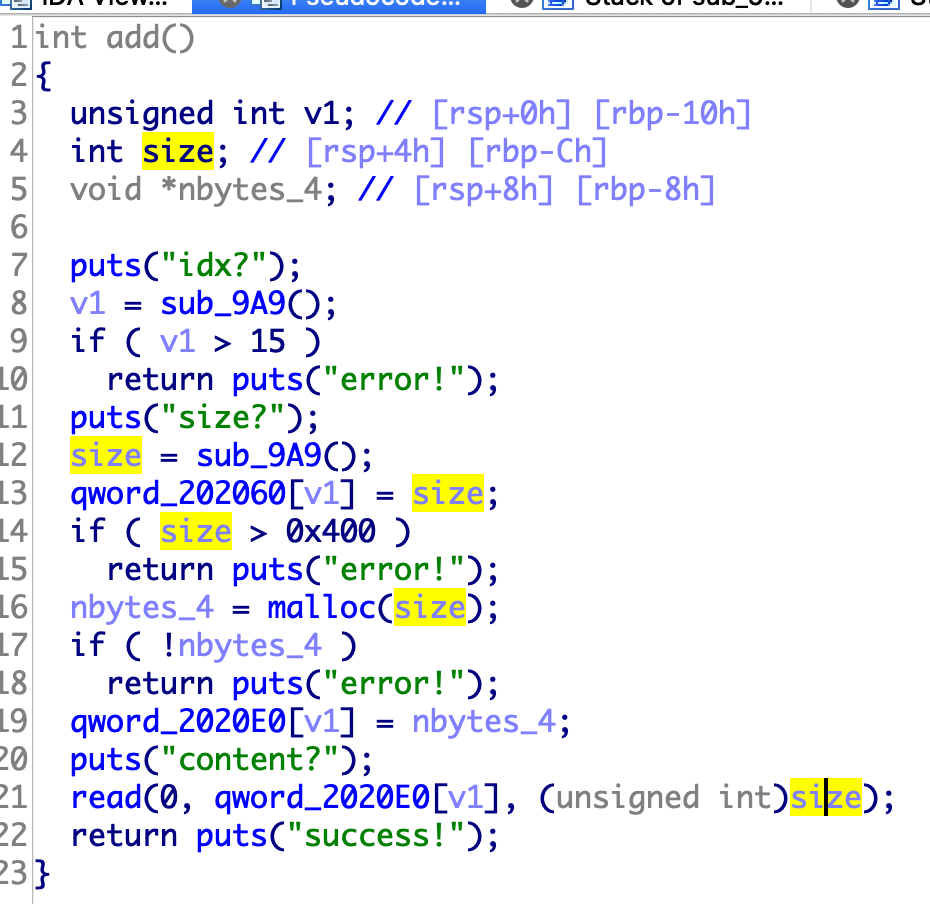 IDA View...
Pseudocode...
Stack of sub_9...
1 int add()
2 {
3   unsigned int v1; // [rsp+0h] [rbp-10h]
4   int size; // [rsp+4h] [rbp-Ch]
5   void *nbytes_4; // [rsp+8h] [rbp-8h]
6
7   puts("idx?");
8   v1 = sub_9A9();
9   if ( v1 > 15 )
10     return puts("error!");
11   puts("size?");
12   size = sub_9A9();
13   qword_202060[v1] = size;
14   if ( size > 0x400 )
15     return puts("error!");
16   nbytes_4 = malloc(size);
17   if ( !nbytes_4 )
18     return puts("error!");
19   qword_2020E0[v1] = nbytes_4;
20   puts("content?");
21   read(0, qword_2020E0[v1], (unsigned int)size);
22   return puts("success!");
23 }